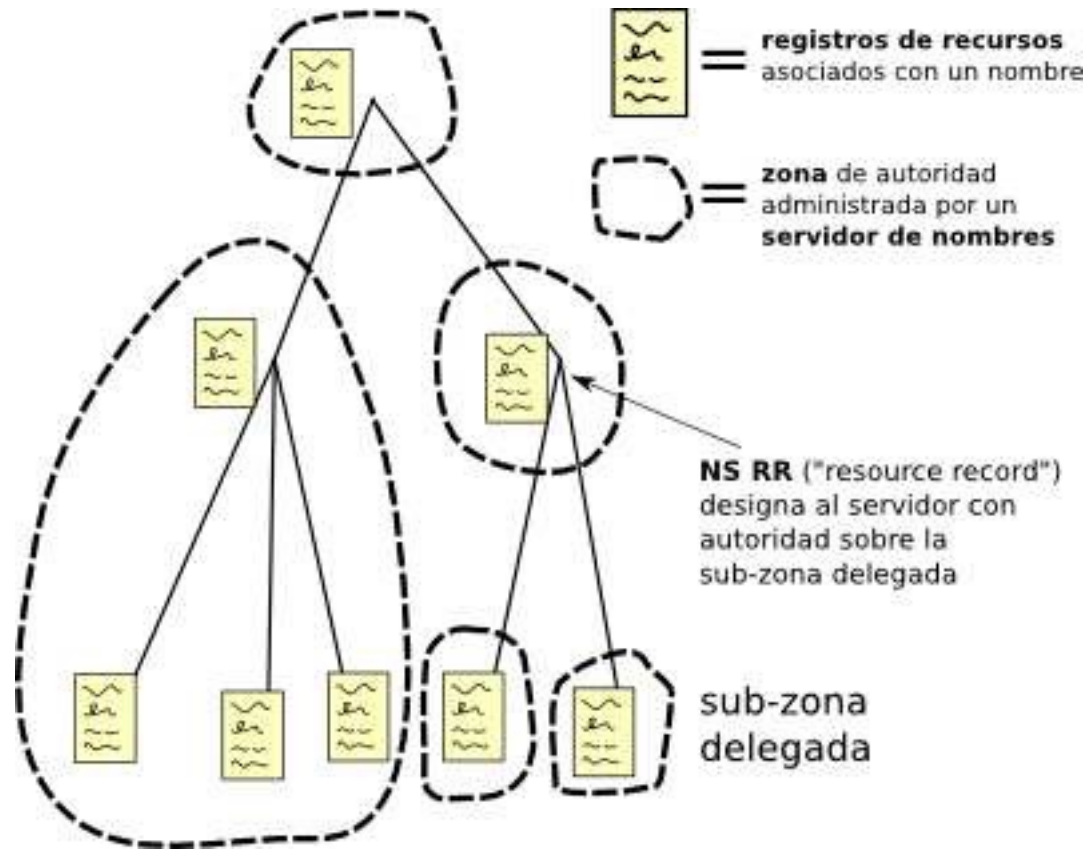 registros de recursos
asociados con un nombre
zona de autoridad
administrada por un
servidor de nombres
NS RR ("resource record")
designa al servidor con
autoridad sobre la
sub-zona delegada
sub-zona
delegada